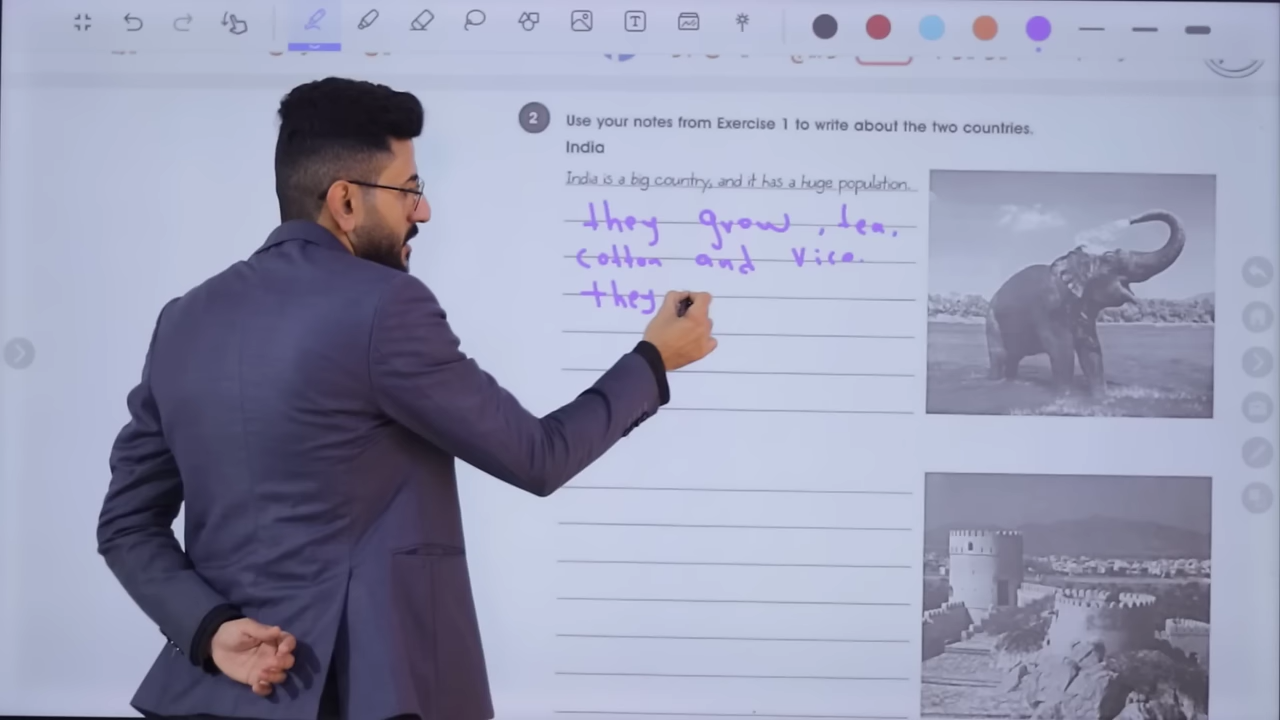 2 Use your notes from Exercise 1 to write about the two countries.
India
India is a big country, and it has a huge population.
they grow , tea,
cotton and rice.
they